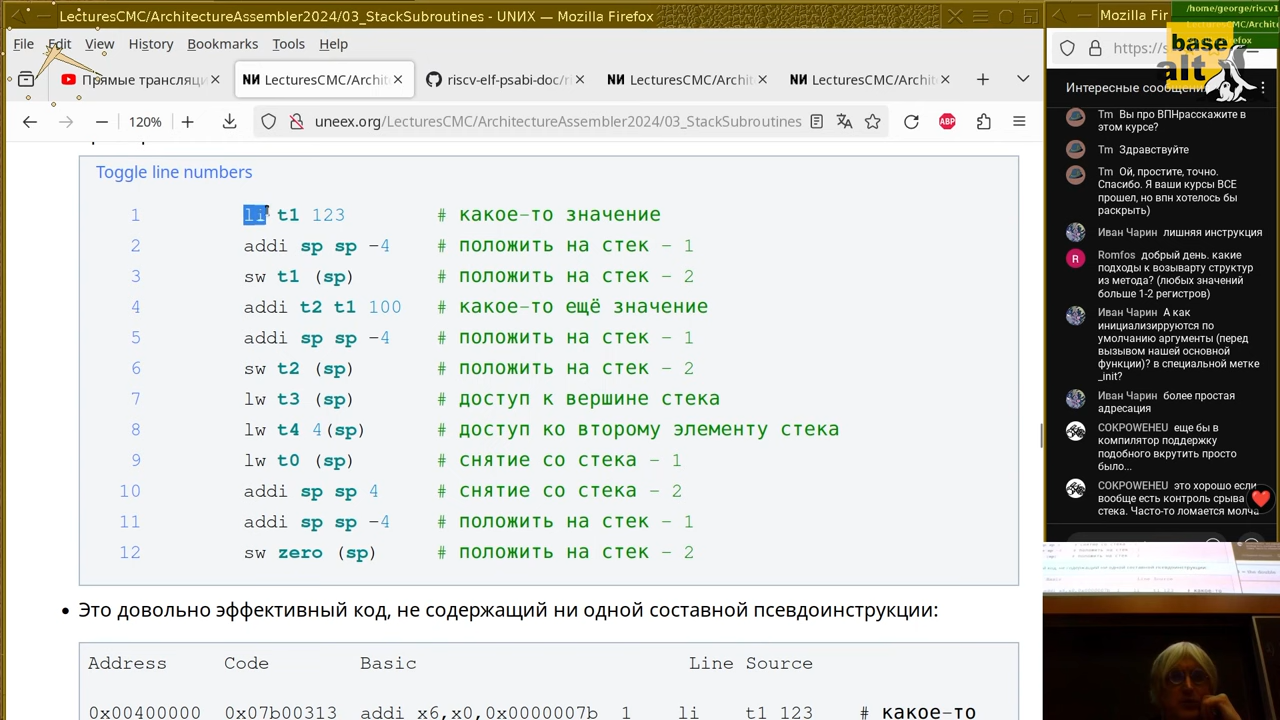 LecturesCMC/ArchitectureAssembler2024/03_StackSubroutines - UNИX — Mozilla Firefox
Mozilla Fir
/home/george/riscv1
LecturesCMC/Archite
irefox
File Edit View History Bookmarks Tools Help
Прямые трансляци
LecturesCMC/Archit
riscv-elf-psabi-doc/ri
LecturesCMC/Archit
LecturesCMC/Archit
https://s
base
alt
120%
uneex.org/LecturesCMC/ArchitectureAssembler2024/03_StackSubroutines
ABP
Toggle line numbers
1 li t1 123 # какое-то значение
2 addi sp sp -4 # положить на стек - 1
3 sw t1 (sp) # положить на стек - 2
4 addi t2 t1 100 # какое-то ещё значение
5 addi sp sp -4 # положить на стек - 1
6 sw t2 (sp) # положить на стек - 2
7 lw t3 (sp) # доступ к вершине стека
8 lw t4 4(sp) # доступ ко второму элементу стека
9 lw t0 (sp) # снятие со стека - 1
10 addi sp sp 4 # снятие со стека - 2
11 addi sp sp -4 # положить на стек - 1
12 sw zero (sp) # положить на стек - 2
• Это довольно эффективный код, не содержащий ни одной составной псевдоинструкции:
Address Code Basic Line Source
0x00400000 0x07b00313 addi x6,x0,0x0000007b 1 li t1 123 # какое-то
Интересные сообщени
Tm Вы про ВПНрасскажите в
этом курсе?
Tm Здравствуйте
Tm Ой, простите, точно.
Спасибо. Я ваши курсы ВСЕ
прошел, но впн хотелось бы
раскрыть)
Иван Чарин лишняя инструкция
R
Romfos добрый день. какие
подходы к возыварту структур
из метода? (любых значений
больше 1-2 регистров)
Иван Чарин А как
инициализирруются по
умолчанию аргументы (перед
вызывом нашей основной
функции)? в специальной метке
_init?
Иван Чарин более простая
адресация
COKPOWEHEU еще бы в
компилятор поддержку
подобного вкрутить просто
было...
COKPOWEHEU это хорошо если
вообще есть контроль срыва
стека. Часто-то ломается молча